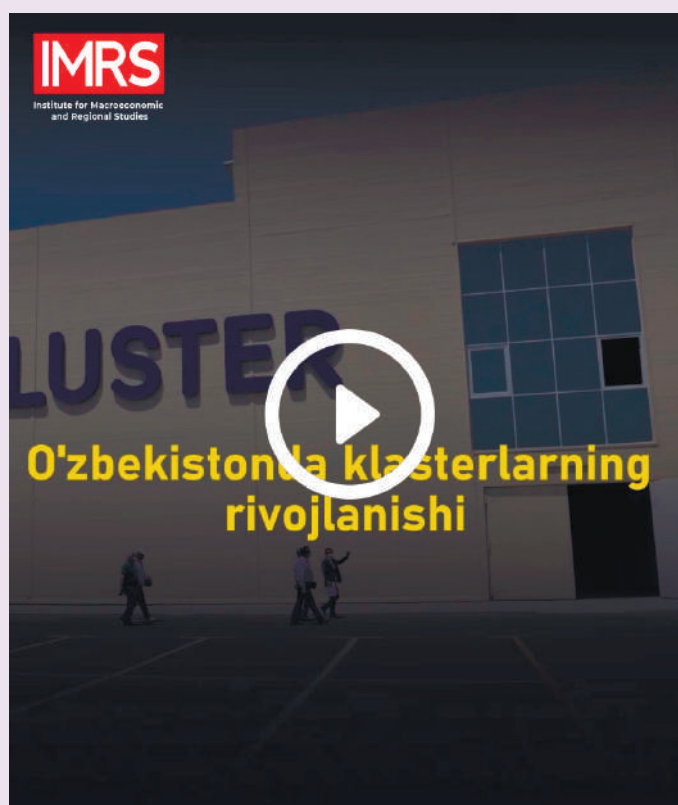 IMRS
Institute for Macroeconomic
and Regional Studies
LUSTER
O'zbekistonda klasterlarning
rivojlanishi